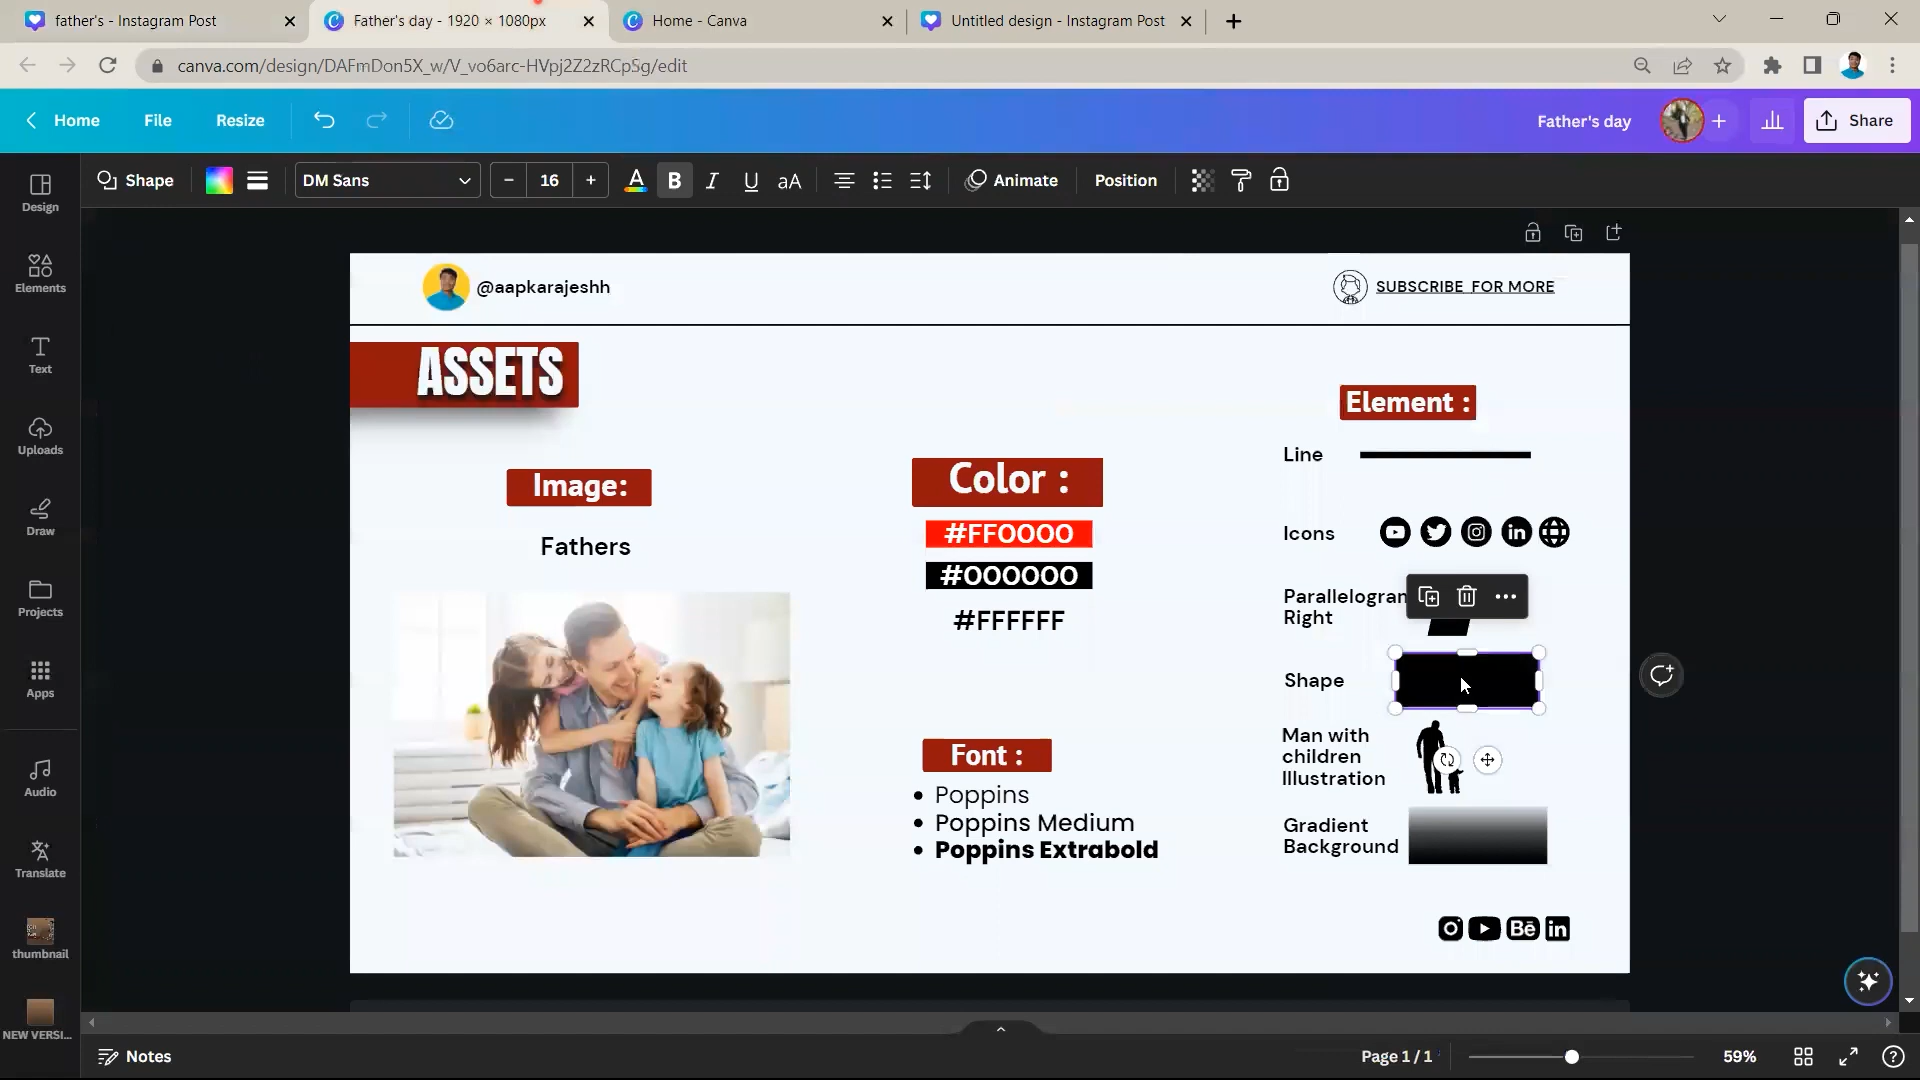 father's - Instagram Post
Father's day - 1920 × 1080px
Home - Canva
Untitled design - Instagram Post
canva.com/design/DAFmDon5X_w/V_vo6arc-HVpj2Z2zRCpSg/edit
Home
File
Resize
Father's day
Share
Shape
DM Sans
16
Animate
Position
Design
Elements
Text
Uploads
Draw
Projects
Apps
Audio
Translate
thumbnail
NEW VERSI...
@aapkarajeshh
SUBSCRIBE FOR MORE
ASSETS
Image:
Fathers
Color :
#FF0000
#000000
#FFFFFF
Font :
Poppins
Poppins Medium
Poppins Extrabold
Element :
Line
Icons
Parallelogran
Right
Shape
Man with
children
Illustration
Gradient
Background
Notes
Page 1 / 1
59%